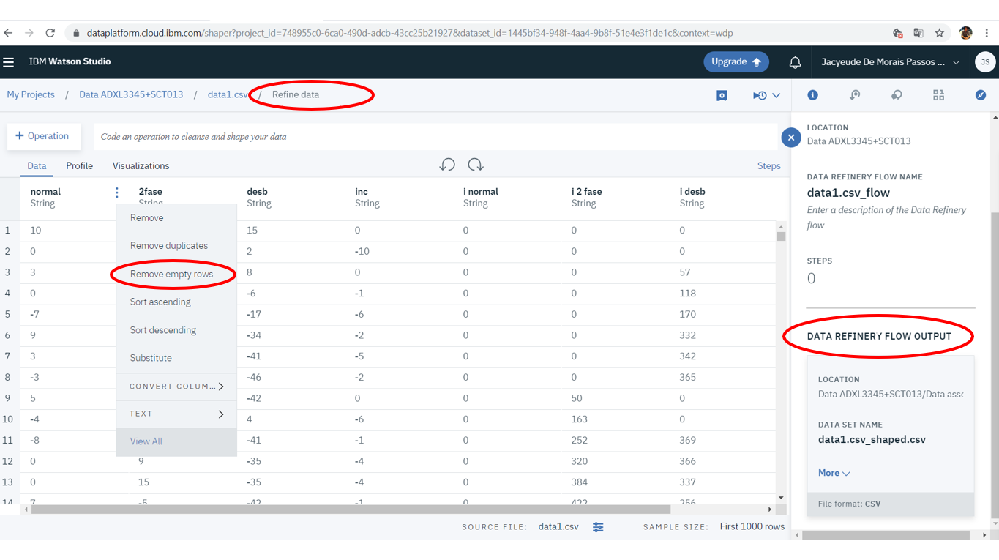 dataplatform.cloud.ibm.com/shaper?project_id=748955c0-6ca0-490d-adcb-43cc25b21927&dataset_id=1445bf34-948f-4aa4-9b8f-51e4e3f1de1c&context=wdp
IBM Watson Studio
Upgrade
Jacyeude De Morais Passos ...
JS
My Projects / Data ADXL3345+SCT013 / data1.csv / Refine data
+ Operation
Code an operation to cleanse and shape your data
Data Profile Visualizations
Steps
normal 2fase desb inc i normal i 2 fase i desb
String String String String String String String
1 10 15 0 0 0 0
2 0 2 -10 0 0 0
3 3 8 0 0 0 57
4 0 -6 -1 0 0 118
5 -7 -17 -6 0 0 170
6 9 -34 -2 0 0 332
7 3 -41 -5 0 0 342
8 -3 -46 -2 0 0 365
9 5 -42 0 0 50 0
10 -4 4 -6 0 163 0
11 -8 -41 -1 0 252 369
12 0 9 -35 -4 0 320 366
13 0 15 -35 -4 0 384 337
14 7 -5 -42 -1 0 422 256
Remove
Remove duplicates
Remove empty rows
Sort ascending
Sort descending
Substitute
CONVERT COLUM...
TEXT
View All
SOURCE FILE: data1.csv
SAMPLE SIZE: First 1000 rows
LOCATION
Data ADXL3345+SCT013
DATA REFINERY FLOW NAME
data1.csv_flow
Enter a description of the Data Refinery
flow
STEPS
0
DATA REFINERY FLOW OUTPUT
LOCATION
Data ADXL3345+SCT013/Data asse
DATA SET NAME
data1.csv_shaped.csv
More
File format: CSV